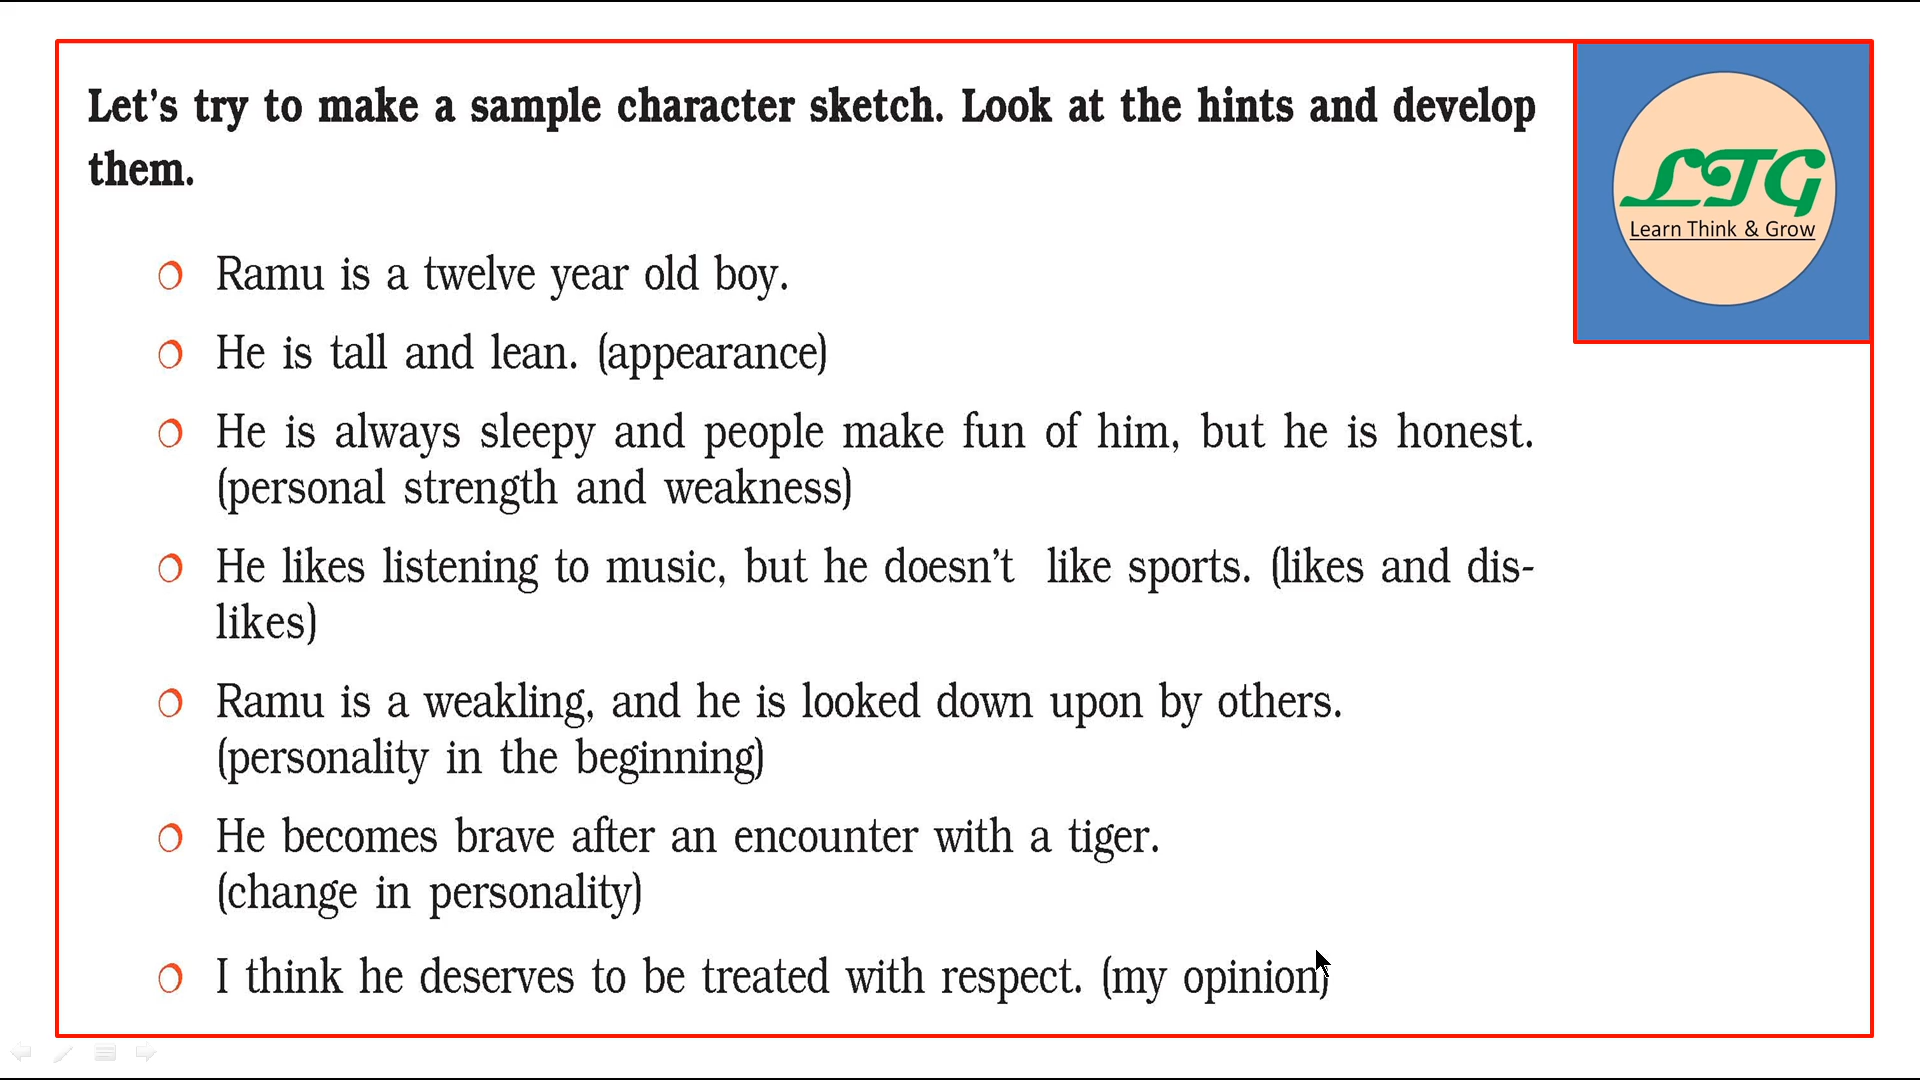 Let’s try to make a sample character sketch. Look at the hints and develop
them.
LTG
Learn Think & Grow
Ramu is a twelve year old boy.
He is tall and lean. (appearance)
He is always sleepy and people make fun of him, but he is honest.
(personal strength and weakness)
He likes listening to music, but he doesn’t like sports. (likes and dis-
likes)
Ramu is a weakling, and he is looked down upon by others.
(personality in the beginning)
He becomes brave after an encounter with a tiger.
(change in personality)
I think he deserves to be treated with respect. (my opinion)